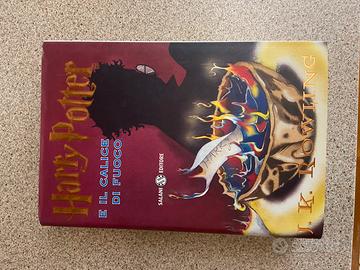 Harry Potter
E IL CALICE
DI FUOCO
SALANI EDITORE
J.K. ROWLING